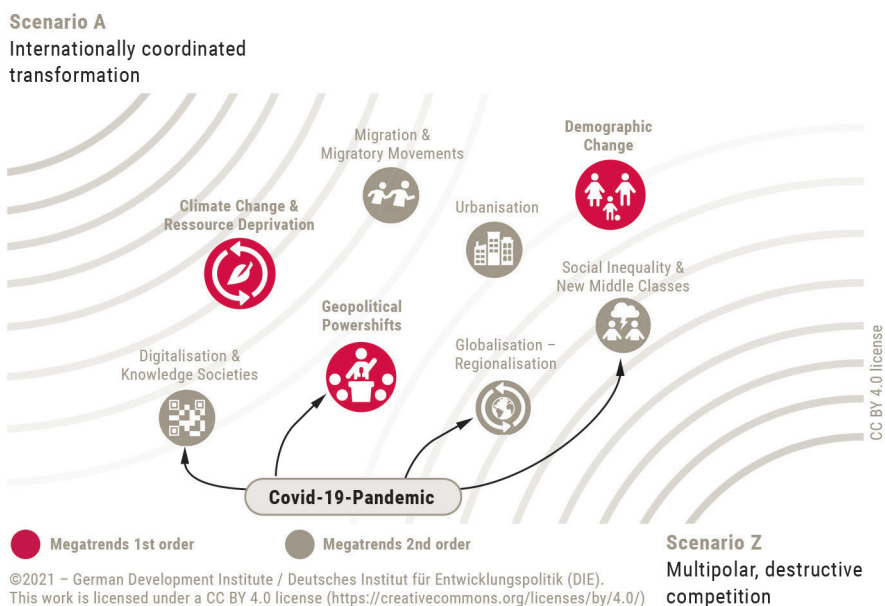 Scenario A
Internationally coordinated
transformation
Migration &
Migratory Movements
Demographic
Change
Climate Change &
Ressource Deprivation
Urbanisation
Social Inequality &
New Middle Classes
Geopolitical
Powershifts
Globalisation –
Regionalisation
Digitalisation &
Knowledge Societies
CC BY 4.0 license
Covid-19-Pandemic
Megatrends 1st order
Megatrends 2nd order
Scenario Z
Multipolar, destructive
competition
©2021 – German Development Institute / Deutsches Institut für Entwicklungspolitik (DIE).
This work is licensed under a CC BY 4.0 license (https://creativecommons.org/licenses/by/4.0/)